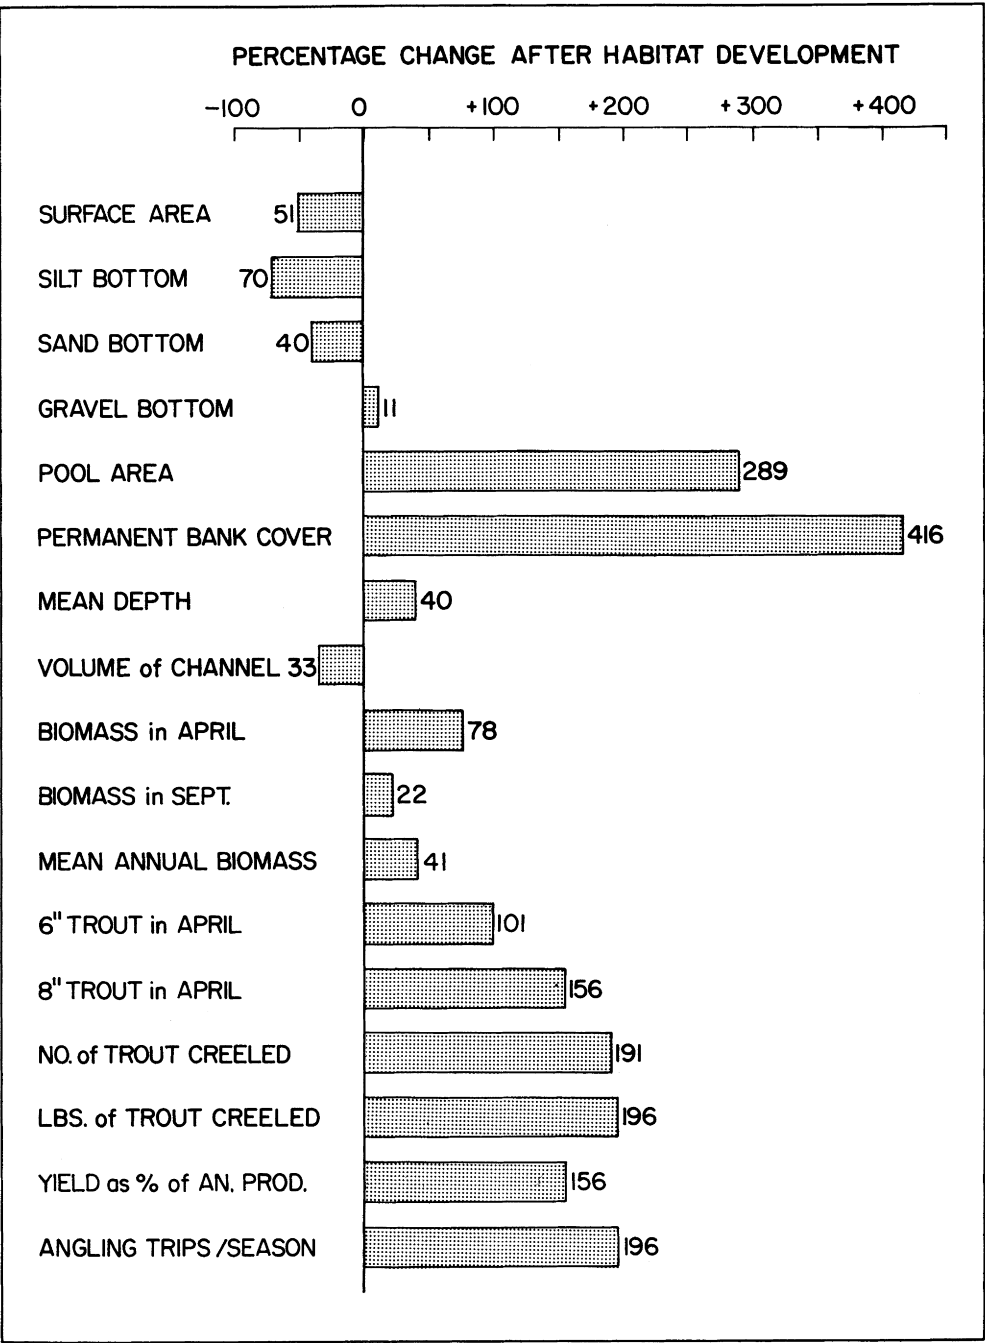 PERCENTAGE CHANGE AFTER HABITAT DEVELOPMENT
-100 0 +100 +200 +300 +400
SURFACE AREA 51
SILT BOTTOM 70
SAND BOTTOM 40
GRAVEL BOTTOM 11
POOL AREA 289
PERMANENT BANK COVER 416
MEAN DEPTH 40
VOLUME of CHANNEL 33
BIOMASS in APRIL 78
BIOMASS in SEPT. 22
MEAN ANNUAL BIOMASS 41
6" TROUT in APRIL 101
8" TROUT in APRIL 156
NO. of TROUT CREELED 191
LBS. of TROUT CREELED 196
YIELD as % of AN. PROD. 156
ANGLING TRIPS/SEASON 196